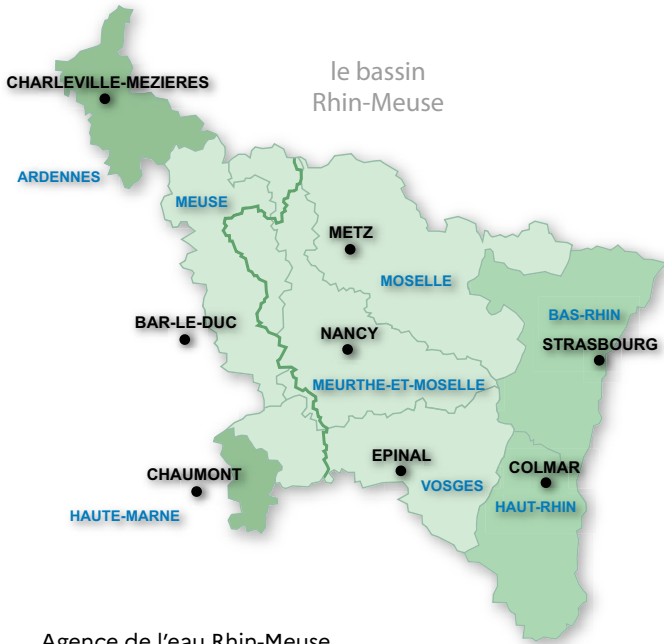 le bassin
Rhin-Meuse
CHARLEVILLE-MEZIERES
ARDENNES
MEUSE
METZ
MOSELLE
BAR-LE-DUC
NANCY
BAS-RHIN
STRASBOURG
MEURTHE-ET-MOSELLE
EPINAL
CHAUMONT
VOSGES
COLMAR
HAUT-RHIN
HAUTE-MARNE
Agence de l'eau Rhin-Meuse